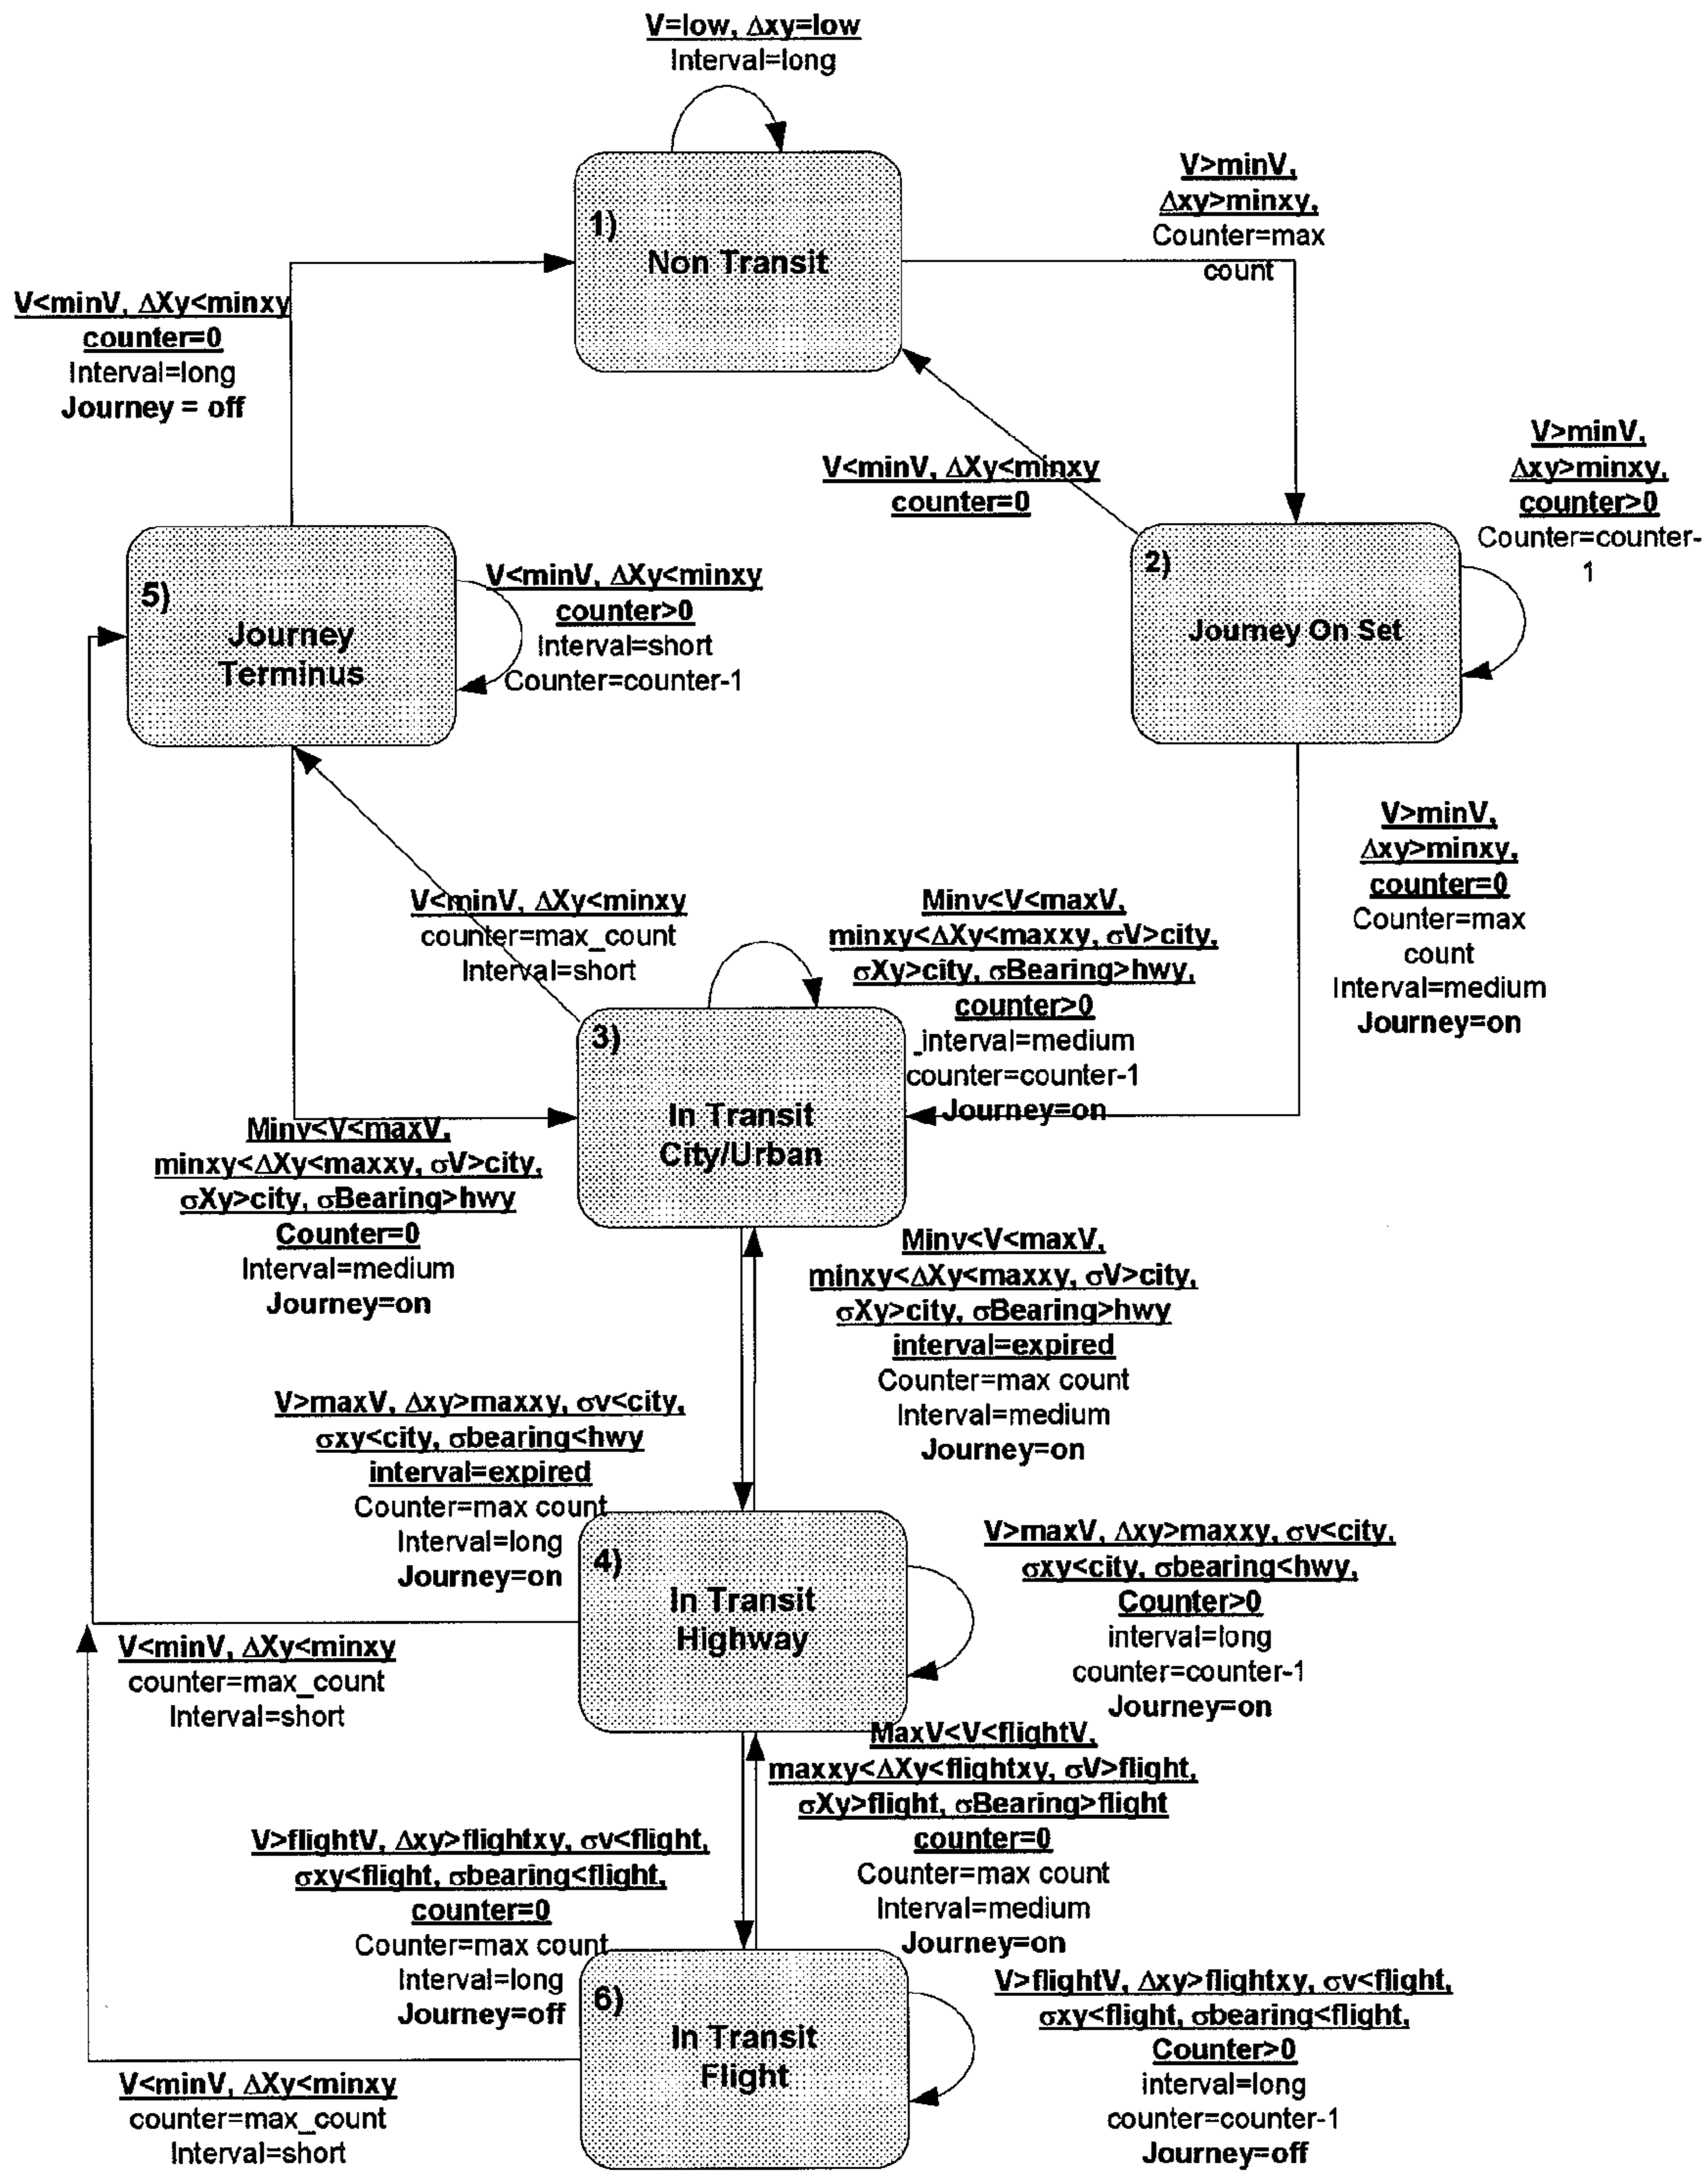 V=low, Δxy=low
Interval=long
1)
Non Transit
V>minV,
Δxy>minxy,
Counter=max
count
V<minV, ΔXy<minxy
counter=0
Interval=long
Journey = off
V<minV, ΔXy<minxy
counter=0
V>minV,
Δxy>minxy,
counter>0
Counter=counter-
1
2)
Journey On Set
5)
Journey
Terminus
V<minV, ΔXy<minxy
counter>0
Interval=short
Counter=counter-1
V>minV,
Δxy>minxy,
counter=0
Counter=max
count
Interval=medium
Journey=on
V<minV, ΔXy<minxy
counter=max_count
Interval=short
Minv<V<maxV,
minxy<ΔXy<maxxy, σV>city,
σXy>city, σBearing>hwy,
counter>0
_interval=medium
counter=counter-1
Journey=on
3)
In Transit
City/Urban
Minv<V<maxV,
minxy<ΔXy<maxxy, σV>city,
σXy>city, σBearing>hwy
Counter=0
Interval=medium
Journey=on
Minv<V<maxV,
minxy<ΔXy<maxxy, σV>city,
σXy>city, σBearing>hwy
interval=expired
Counter=max count
Interval=medium
Journey=on
V>maxV, Δxy>maxxy, σv<city,
σxy<city, σbearing<hwy
interval=expired
Counter=max count
Interval=long
Journey=on
4)
In Transit
Highway
V>maxV, Δxy>maxxy, σv<city,
σxy<city, σbearing<hwy,
Counter>0
interval=long
counter=counter-1
Journey=on
V<minV, ΔXy<minxy
counter=max_count
Interval=short
MaxV<V<flightV,
maxxy<ΔXy<flightxy, σV>flight,
σXy>flight, σBearing>flight
counter=0
Counter=max count
Interval=medium
Journey=on
V>flightV, Δxy>flightxy, σv<flight,
σxy<flight, σbearing<flight,
counter=0
Counter=max count
Interval=long
Journey=off
6)
In Transit
Flight
V>flightV, Δxy>flightxy, σv<flight,
σxy<flight, σbearing<flight,
Counter>0
interval=long
counter=counter-1
Journey=off
V<minV, ΔXy<minxy
counter=max_count
Interval=short